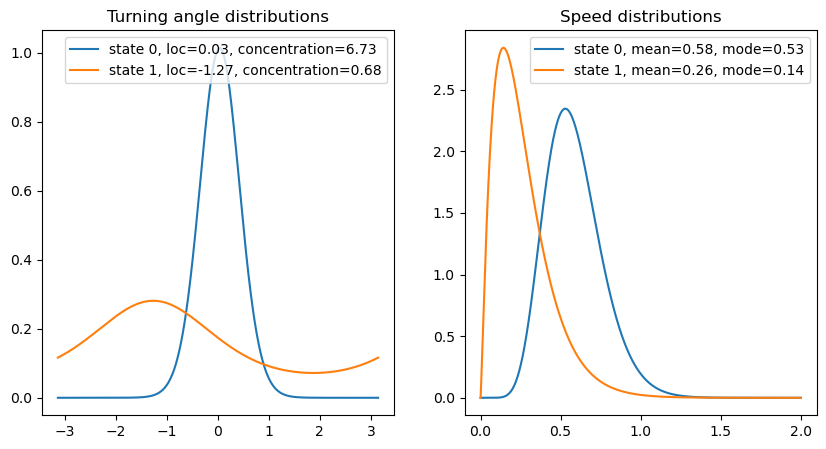 Turning angle distributions
state 0, loc=0.03, concentration=6.73
state 1, loc=-1.27, concentration=0.68
1.0
0.8
0.6
0.4
0.2
0.0
−3 −2 −1 0 1 2 3
Speed distributions
state 0, mean=0.58, mode=0.53
state 1, mean=0.26, mode=0.14
2.5
2.0
1.5
1.0
0.5
0.0
0.0 0.5 1.0 1.5 2.0